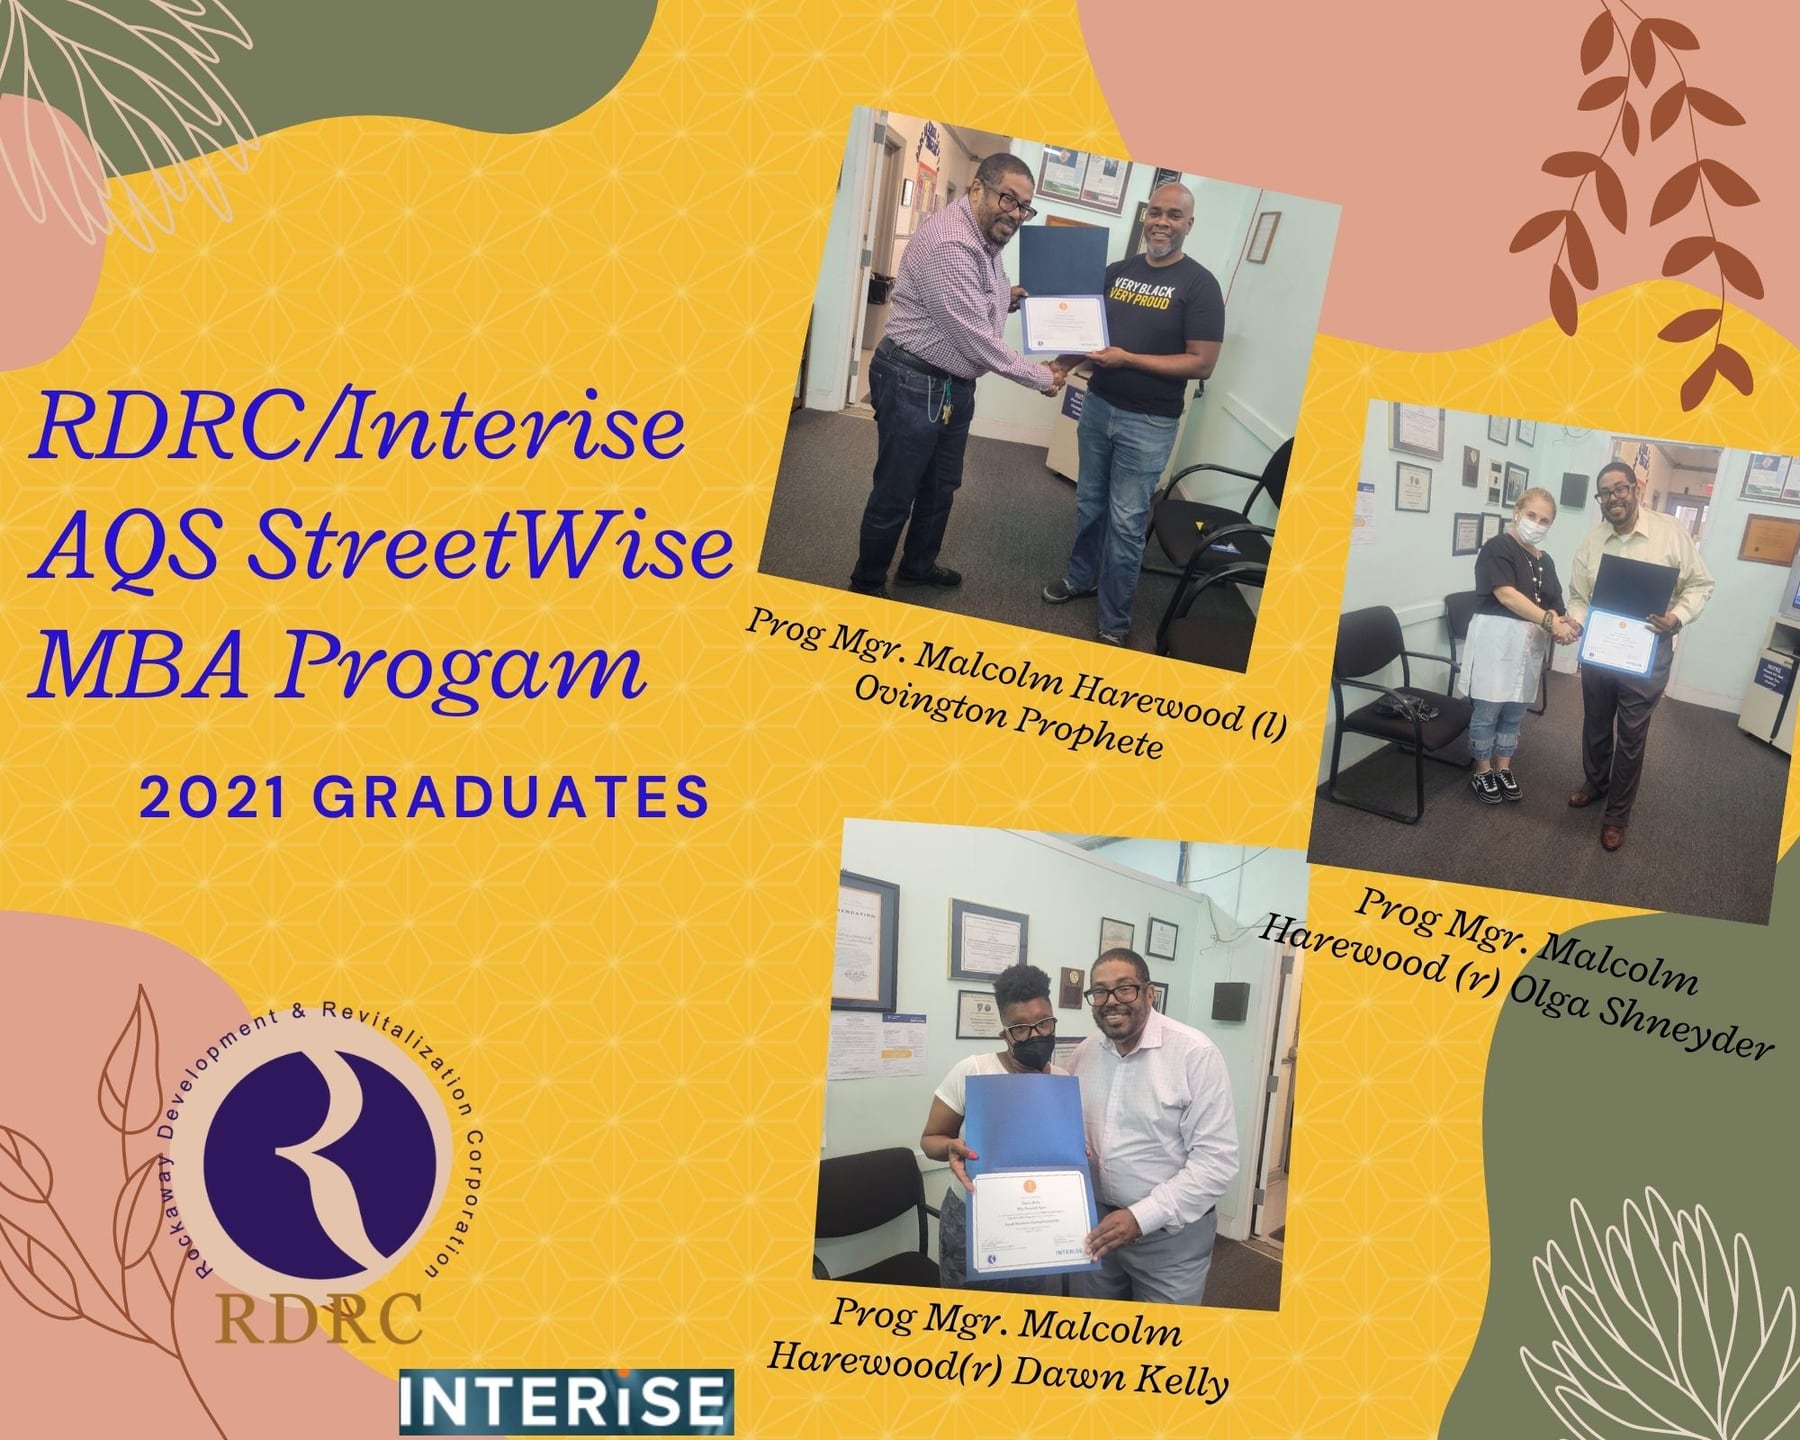 RDRC/Interise
AQS StreetWise
MBA Progam
2021 GRADUATES
VERY BLACK
VERY PROUD
Prog Mgr. Malcolm Harewood (l)
Ovington Prophete
Prog Mgr. Malcolm
Harewood (r) Olga Shneyder
INTERISE
Prog Mgr. Malcolm
Harewood(r) Dawn Kelly
Rockaway Development & Revitalization Corporation
RDRC
INTERiSE